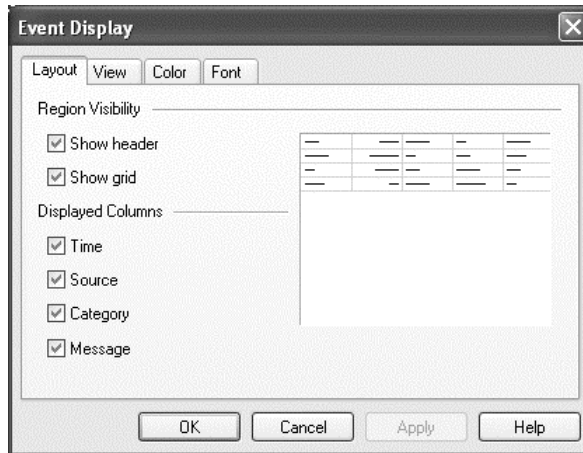 Event Display
Layout View Color Font
Region Visibility
Show header
Show grid
Displayed Columns
Time
Source
Category
Message
OK Cancel Apply Help